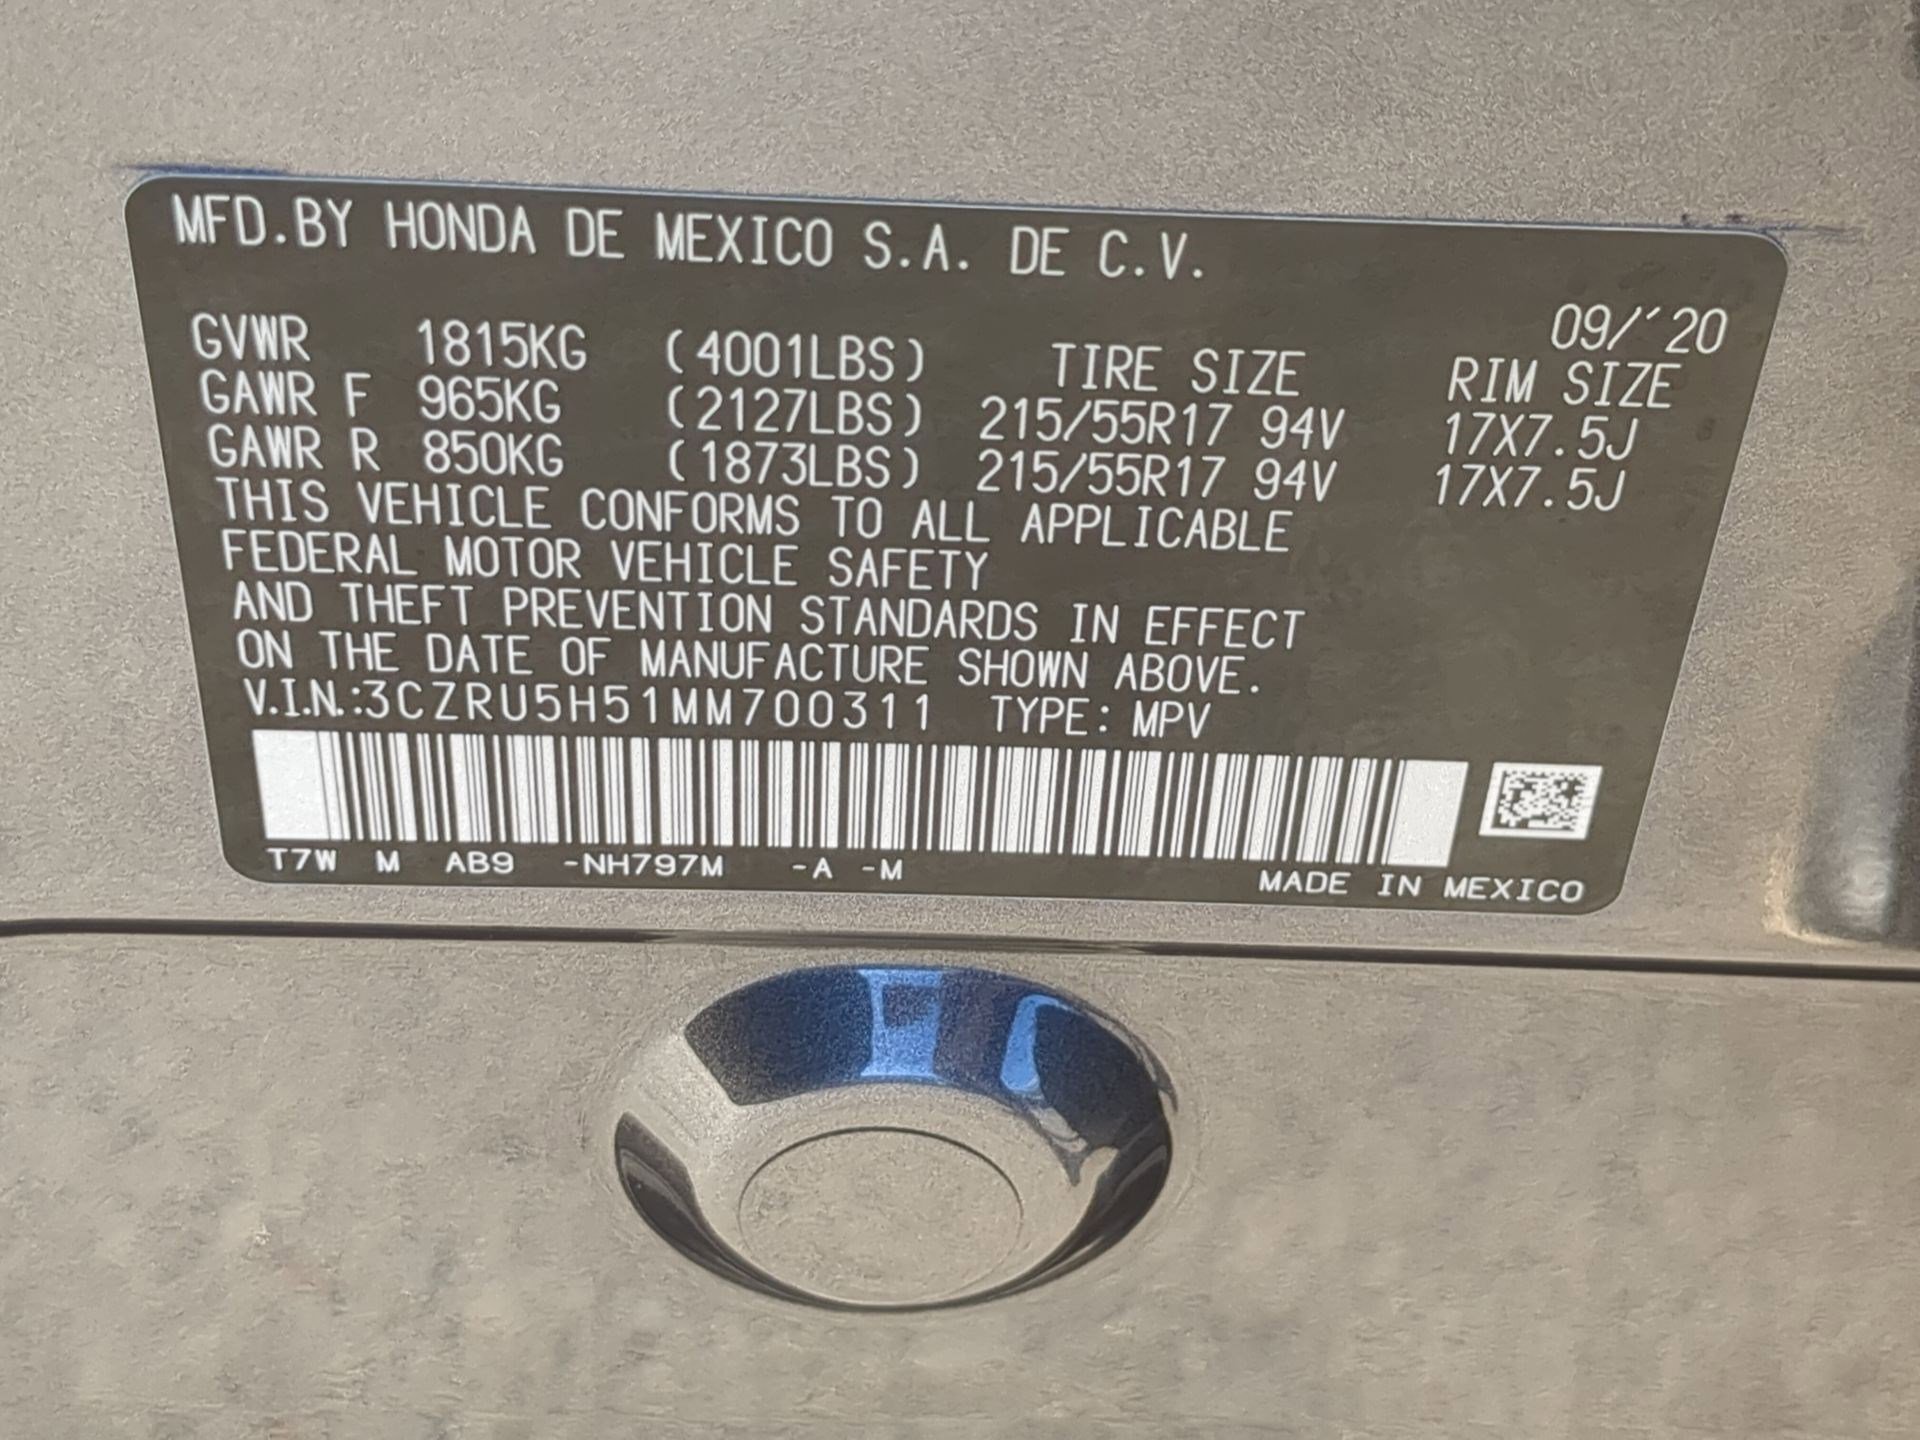 MFD.BY HONDA DE MEXICO S.A. DE C.V.
09/´20
GVWR 1815KG (4001LBS) TIRE SIZE RIM SIZE
GAWR F 965KG (2127LBS) 215/55R17 94V 17X7.5J
GAWR R 850KG (1873LBS) 215/55R17 94V 17X7.5J
THIS VEHICLE CONFORMS TO ALL APPLICABLE
FEDERAL MOTOR VEHICLE SAFETY
AND THEFT PREVENTION STANDARDS IN EFFECT
ON THE DATE OF MANUFACTURE SHOWN ABOVE.
V.I.N.:3CZRU5H51MM700311 TYPE: MPV
T7W M AB9 -NH797M -A -M
MADE IN MEXICO